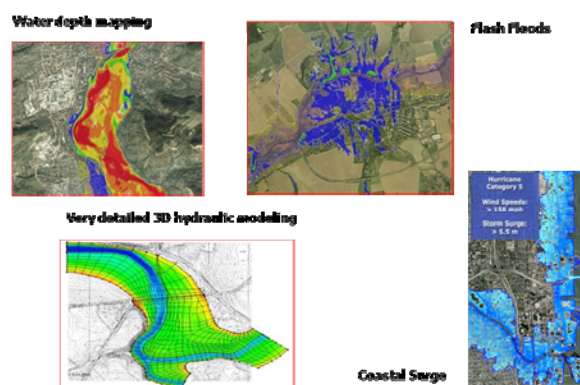 Water depth mapping
Flash Floods
Hurricane
Category 5
Wind Speeds:
> 156 mph
Storm Surge:
> 5.5 m
Very detailed 3D hydraulic modeling
Coastal Surge